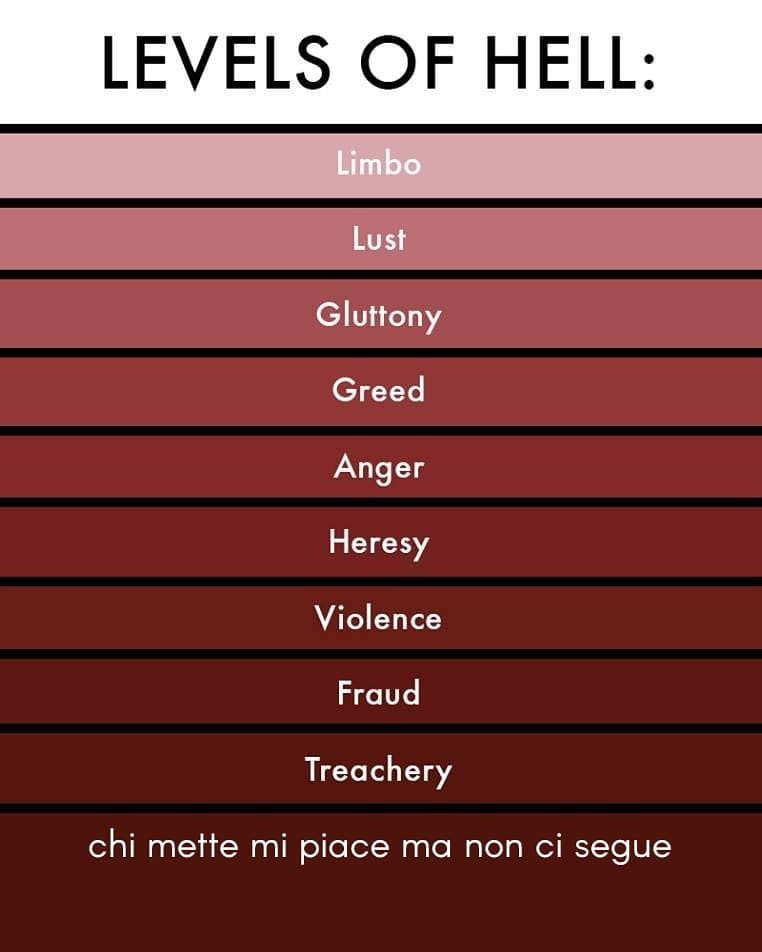 LEVELS OF HELL:
Limbo
Lust
Gluttony
Greed
Anger
Heresy
Violence
Fraud
Treachery
chi mette mi piace ma non ci segue